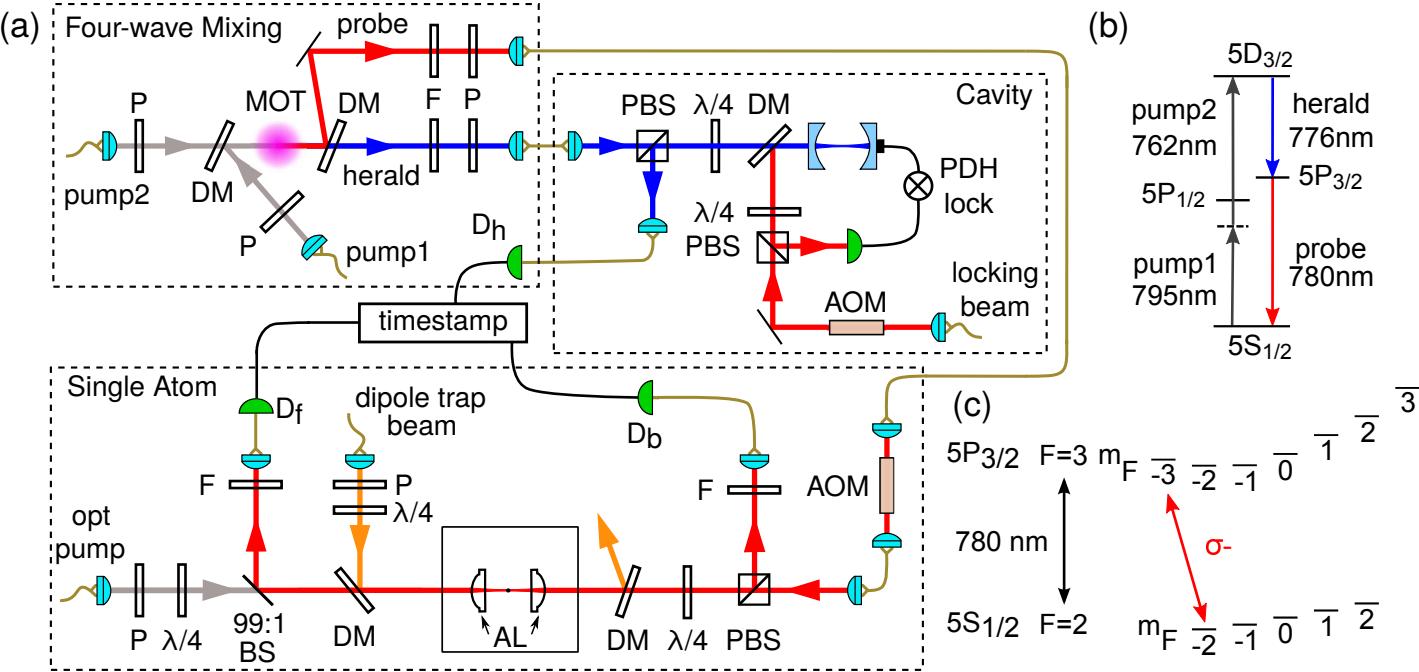 (a)
Four-wave Mixing
probe
P
MOT
DM
F
P
pump2
DM
herald
P
pump1
Cavity
PBS
λ/4
DM
PDH
lock
λ/4
PBS
locking
beam
AOM
Dh
timestamp
Single Atom
Df
dipole trap
beam
Db
F
P
λ/4
F
AOM
opt
pump
P
λ/4
99:1
BS
DM
AL
DM
λ/4
PBS
(b)
5D3/2
pump2
762nm
herald
776nm
5P3/2
5P1/2
pump1
795nm
probe
780nm
5S1/2
(c)
5P3/2 F=3 mF -3 -2 -1 0 1 2 3
780 nm
σ-
5S1/2 F=2 mF -2 -1 0 1 2